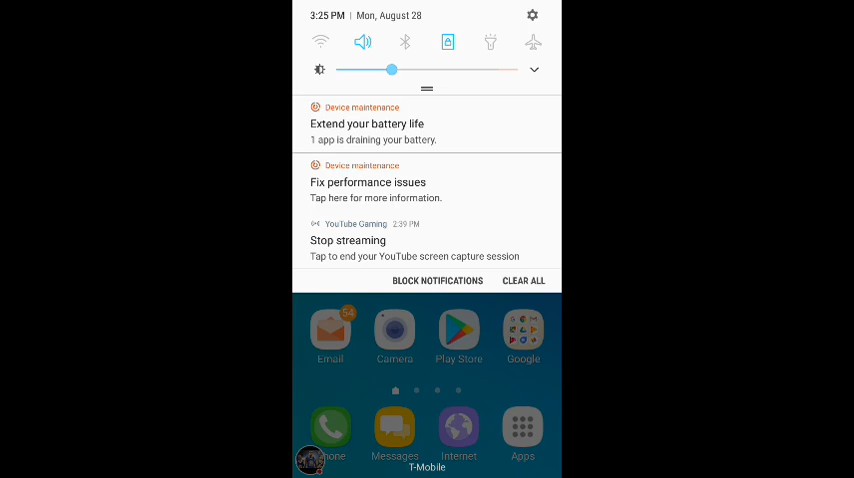 3:25 PM | Mon, August 28
Device maintenance
Extend your battery life
1 app is draining your battery.
Device maintenance
Fix performance issues
Tap here for more information.
YouTube Gaming 2:39 PM
Stop streaming
Tap to end your YouTube screen capture session
BLOCK NOTIFICATIONS CLEAR ALL
54
Email Camera Play Store Google
Phone Messages Internet Apps
T-Mobile